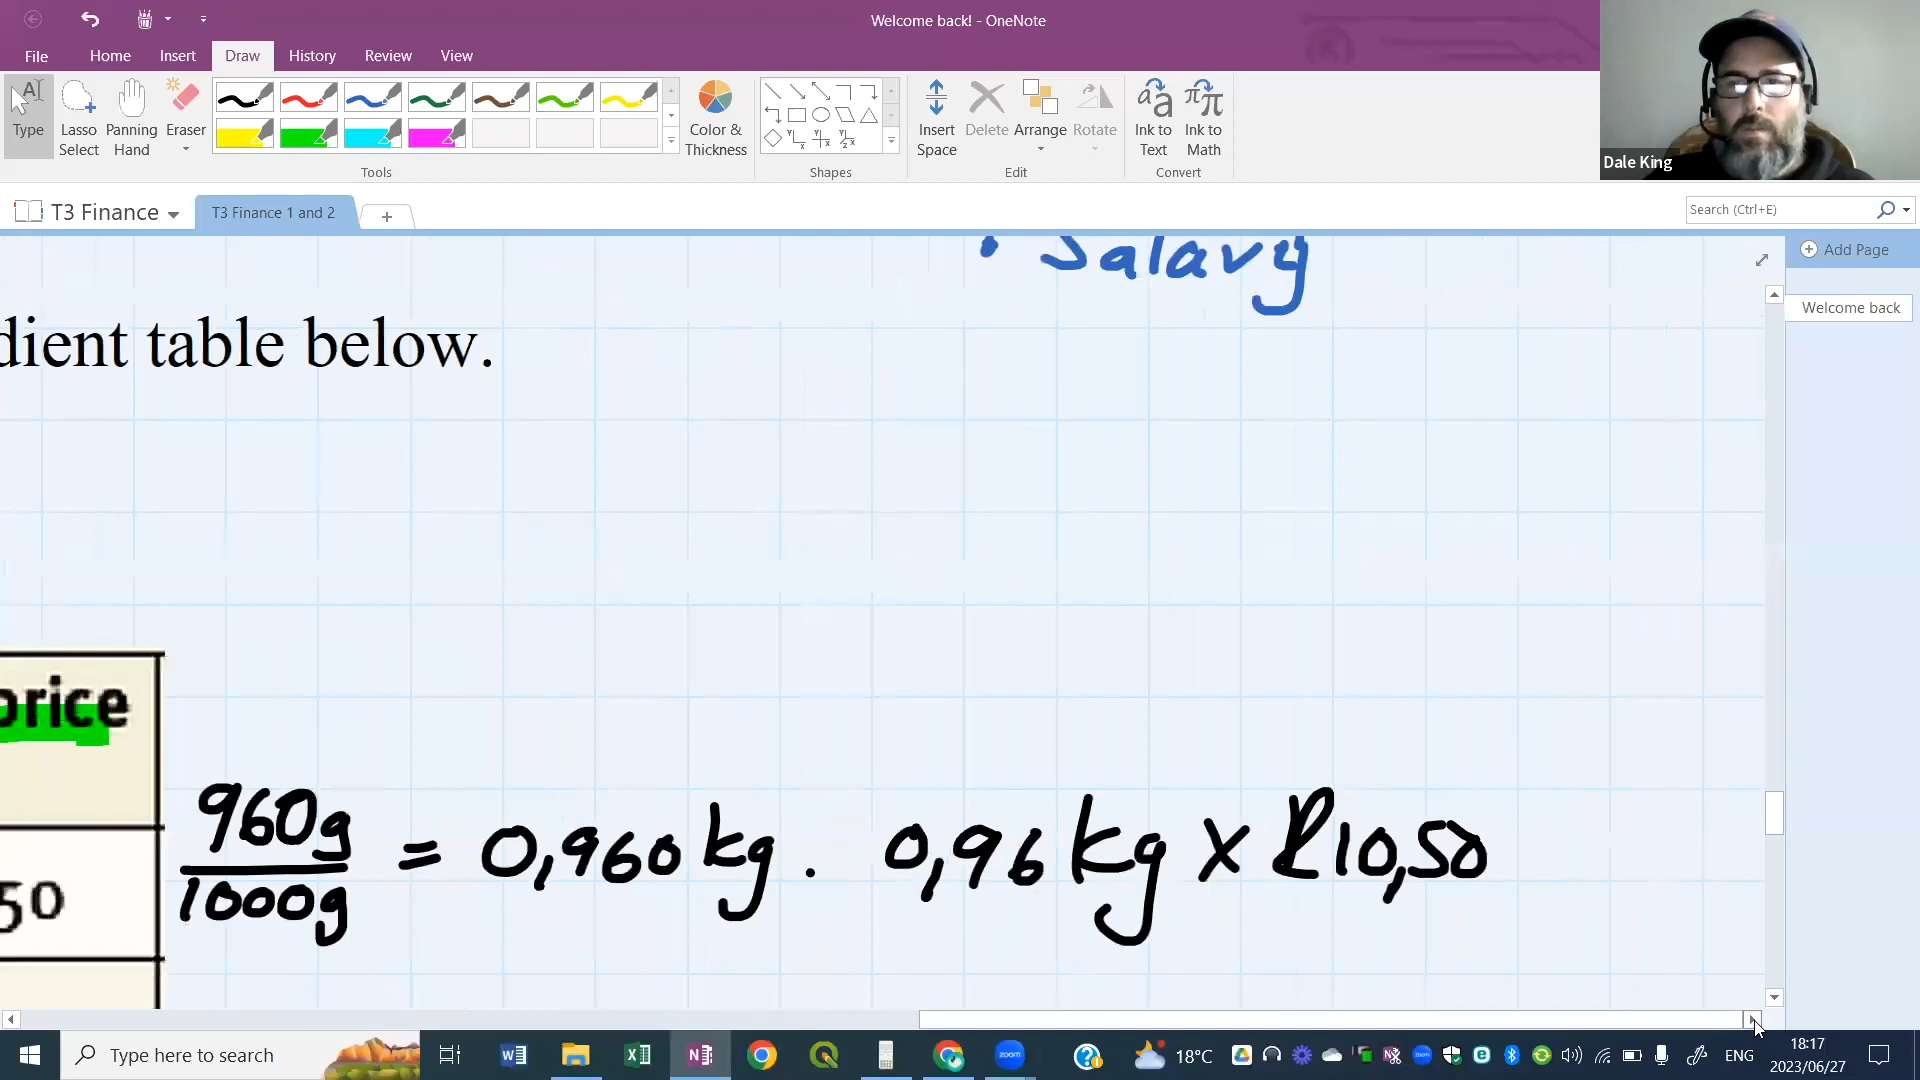 Welcome back! - OneNote
File
Home
Insert
Draw
History
Review
View
Type
Lasso Select
Panning Hand
Eraser
Color & Thickness
Insert Space
Delete
Arrange
Rotate
Ink to Text
Ink to Math
Tools
Shapes
Edit
Convert
Dale King
T3 Finance
T3 Finance 1 and 2
Search (Ctrl+E)
Add Page
Welcome back
• Salary
dient table below.
price
50
960g
1000g
= 0,960 kg . 0,96 kg × R10,50
Type here to search
zoom
18°C
ENG
18:17
2023/06/27